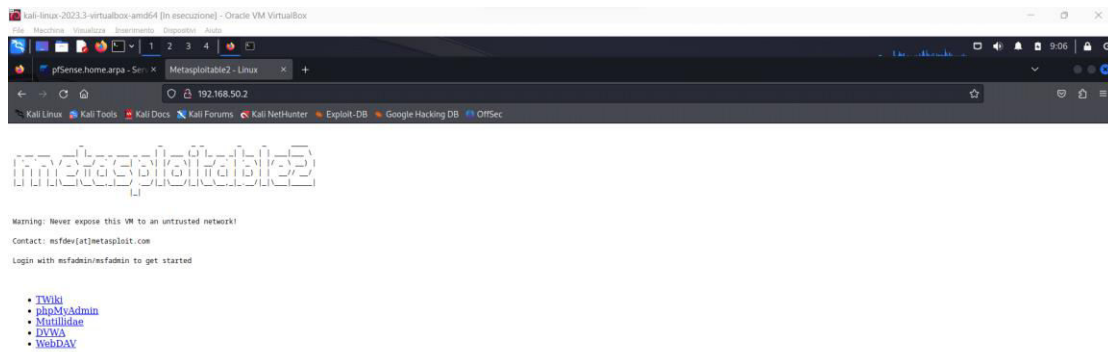 kali-linux-2023.3-virtualbox-amd64 [In esecuzione] - Oracle VM VirtualBox
File Macchina Visualizza Inserimento Dispositivi Aiuto
1 2 3 4 9:06
pfSense.home.arpa - Ser Metasploitable2 - Linux
192.168.50.2
Kali Linux Kali Tools Kali Docs Kali Forums Kali NetHunter Exploit-DB Google Hacking DB OffSec
metasploitable2
Warning: Never expose this VM to an untrusted network!
Contact: msfdev[at]metasploit.com
Login with msfadmin/msfadmin to get started
TWiki
phpMyAdmin
Mutillidae
DVWA
WebDAV